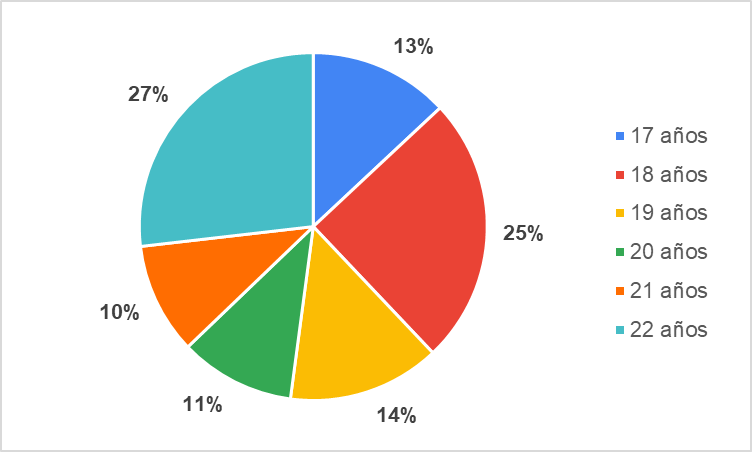 13%
25%
14%
11%
10%
27%
17 años
18 años
19 años
20 años
21 años
22 años